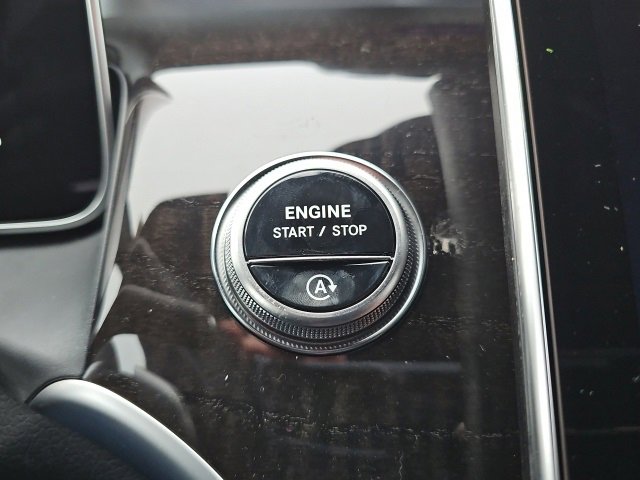 ENGINE
START / STOP
A